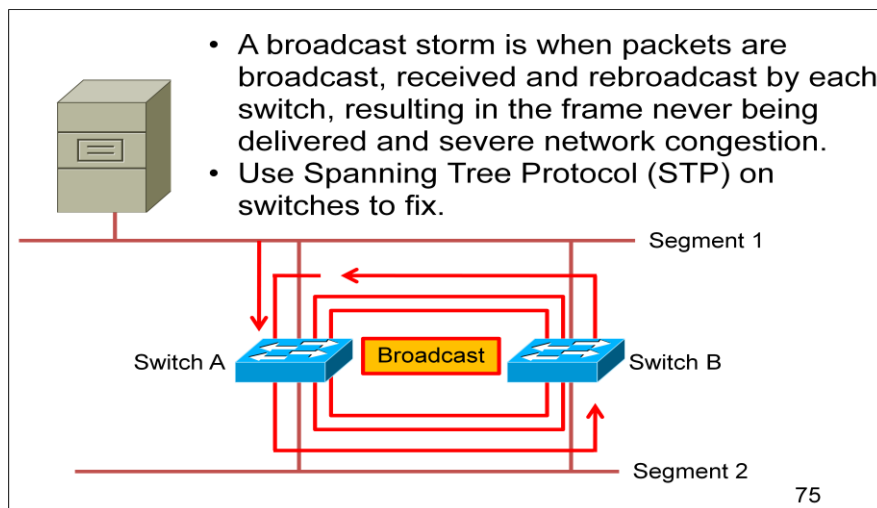 • A broadcast storm is when packets are
broadcast, received and rebroadcast by each
switch, resulting in the frame never being
delivered and severe network congestion.
• Use Spanning Tree Protocol (STP) on
switches to fix.
Segment 1
Switch A
Broadcast
Switch B
Segment 2
75